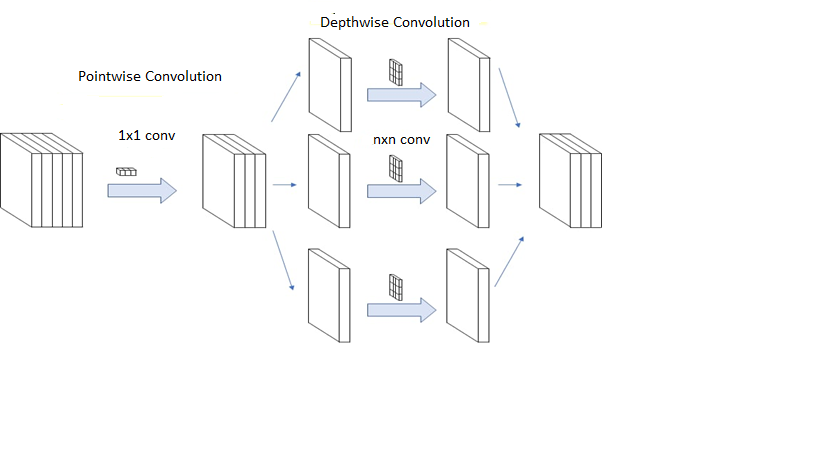 Depthwise Convolution
Pointwise Convolution
1x1 conv
nxn conv